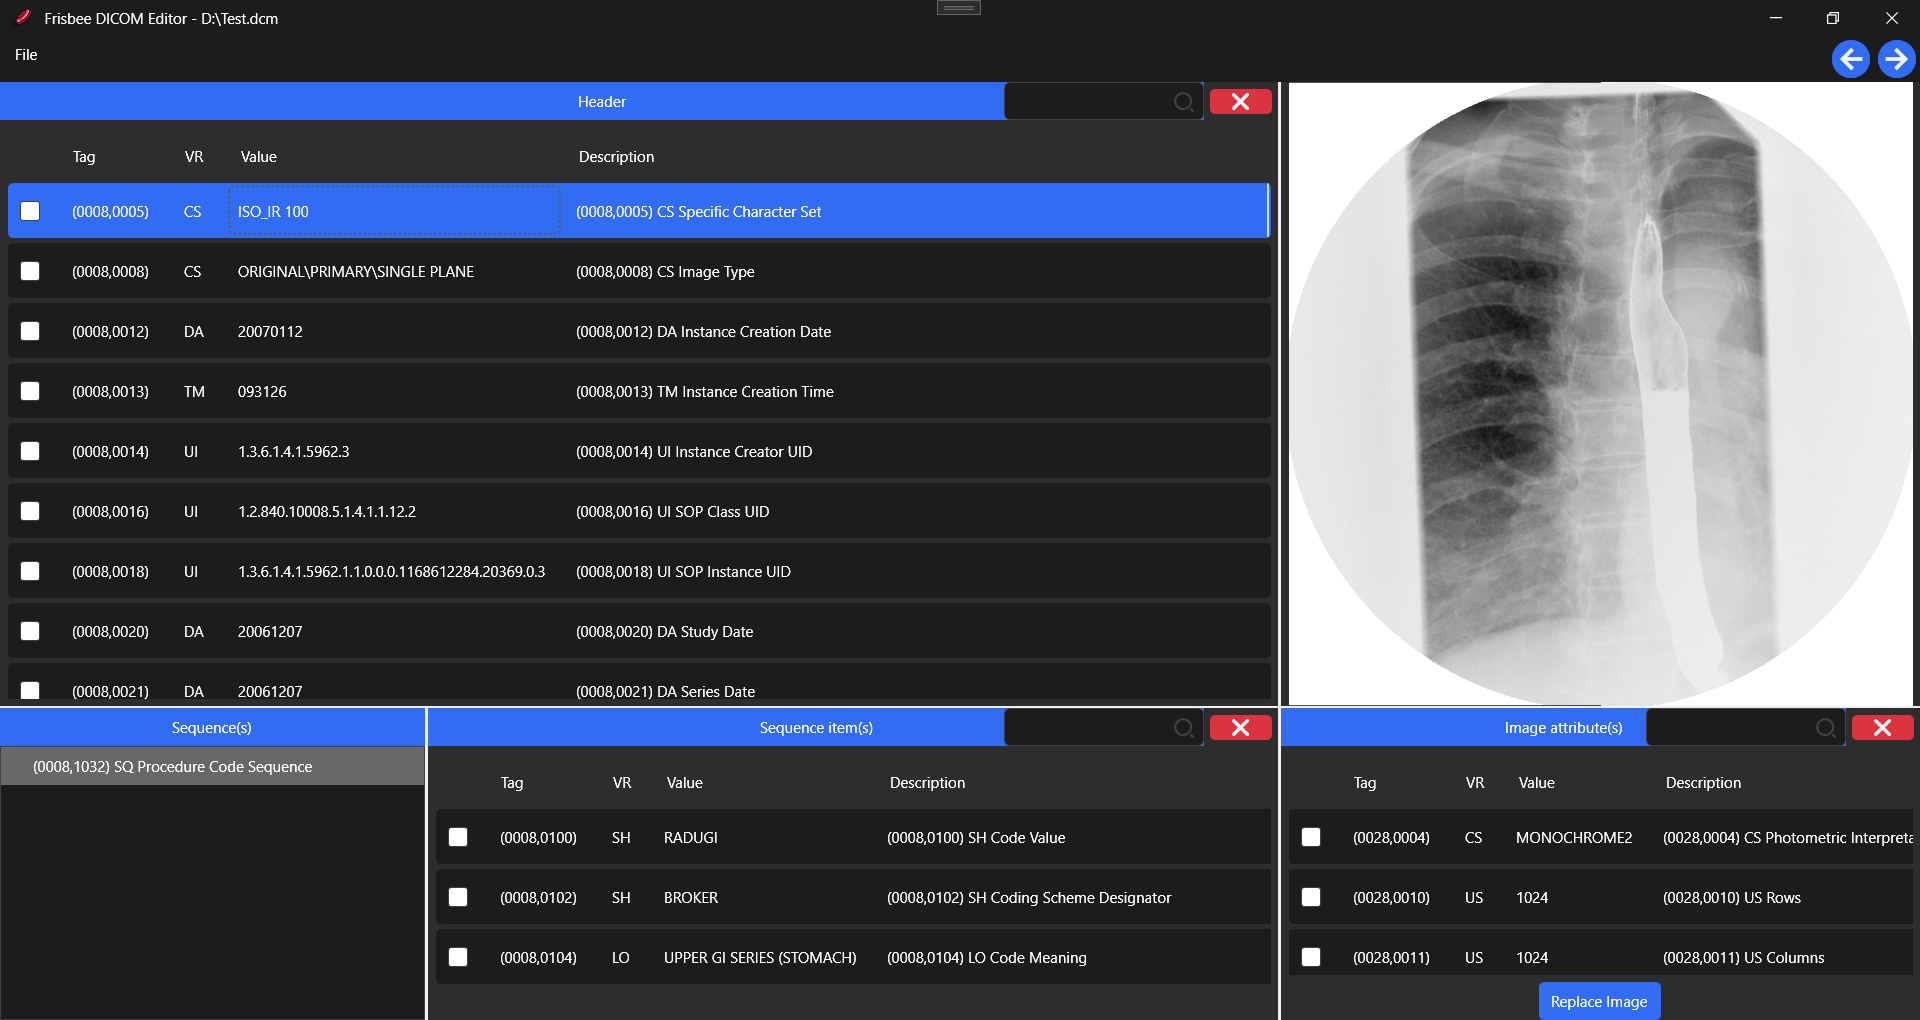 Frisbee DICOM Editor - D:\Test.dcm
File
Header
Tag VR Value Description
(0008,0005) CS ISO_IR 100 (0008,0005) CS Specific Character Set
(0008,0008) CS ORIGINAL\PRIMARY\SINGLE PLANE (0008,0008) CS Image Type
(0008,0012) DA 20070112 (0008,0012) DA Instance Creation Date
(0008,0013) TM 093126 (0008,0013) TM Instance Creation Time
(0008,0014) UI 1.3.6.1.4.1.5962.3 (0008,0014) UI Instance Creator UID
(0008,0016) UI 1.2.840.10008.5.1.4.1.1.12.2 (0008,0016) UI SOP Class UID
(0008,0018) UI 1.3.6.1.4.1.5962.1.1.0.0.0.1168612284.20369.0.3 (0008,0018) UI SOP Instance UID
(0008,0020) DA 20061207 (0008,0020) DA Study Date
(0008,0021) DA 20061207 (0008,0021) DA Series Date
Sequence(s)
(0008,1032) SQ Procedure Code Sequence
Sequence item(s)
Tag VR Value Description
(0008,0100) SH RADUGI (0008,0100) SH Code Value
(0008,0102) SH BROKER (0008,0102) SH Coding Scheme Designator
(0008,0104) LO UPPER GI SERIES (STOMACH) (0008,0104) LO Code Meaning
Image attribute(s)
Tag VR Value Description
(0028,0004) CS MONOCHROME2 (0028,0004) CS Photometric Interpreta
(0028,0010) US 1024 (0028,0010) US Rows
(0028,0011) US 1024 (0028,0011) US Columns
Replace Image